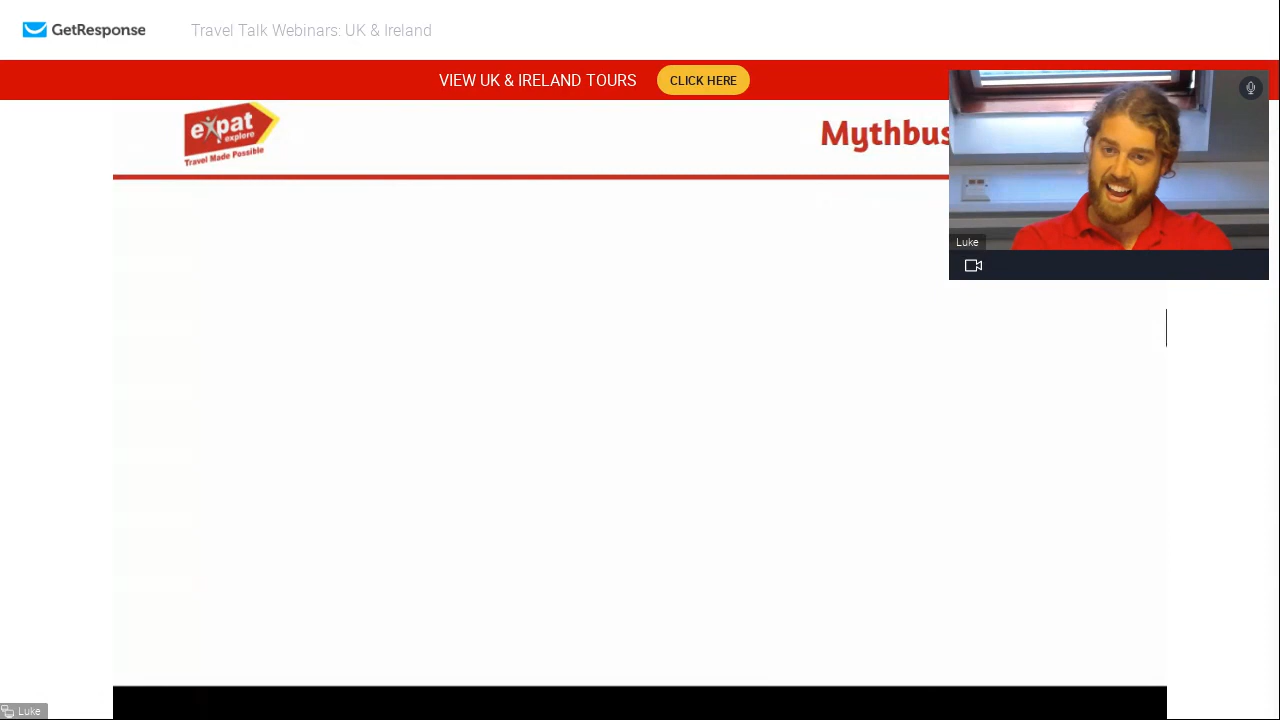 GetResponse
Travel Talk Webinars: UK & Ireland
VIEW UK & IRELAND TOURS
CLICK HERE
expat
explore
Travel Made Possible
Mythbus
Luke
Luke